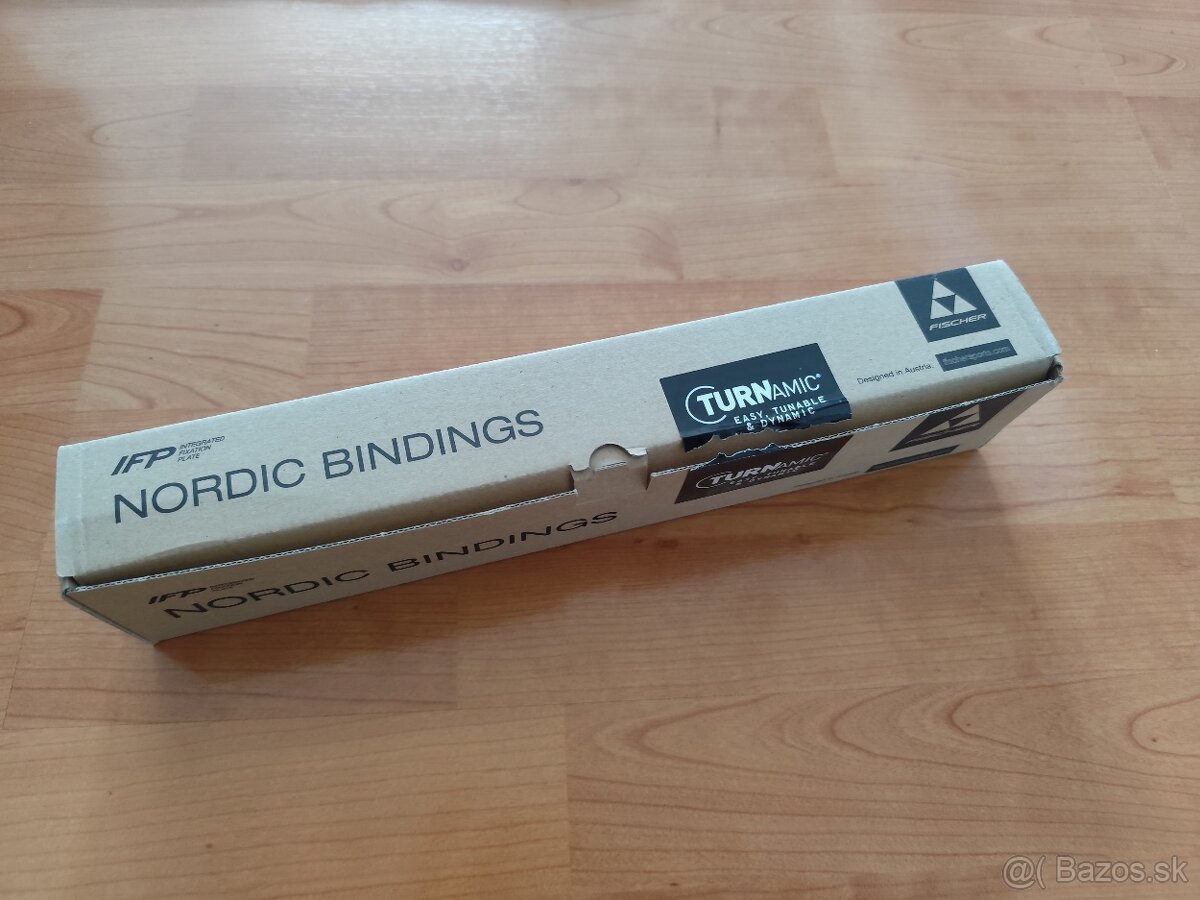 FISCHER
fischersports.com
Designed in Austria.
TURNAMIC®
EASY, TUNABLE
& DYNAMIC
IFP INTEGRATED
FIXATION
PLATE
NORDIC BINDINGS
TURNAMIC
IFP
NORDIC BINDINGS
@( Bazos.sk